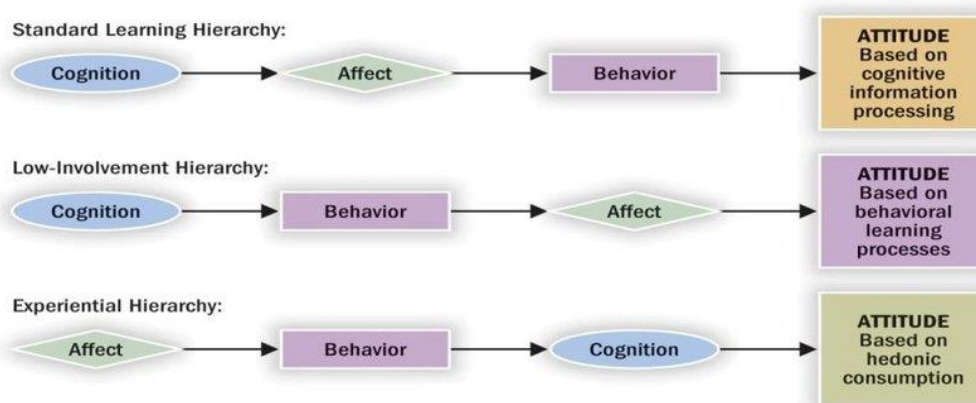 Standard Learning Hierarchy:
Cognition
Affect
Behavior
ATTITUDE
Based on
cognitive
information
processing
Low-Involvement Hierarchy:
Cognition
Behavior
Affect
ATTITUDE
Based on
behavioral
learning
processes
Experiential Hierarchy:
Affect
Behavior
Cognition
ATTITUDE
Based on
hedonic
consumption